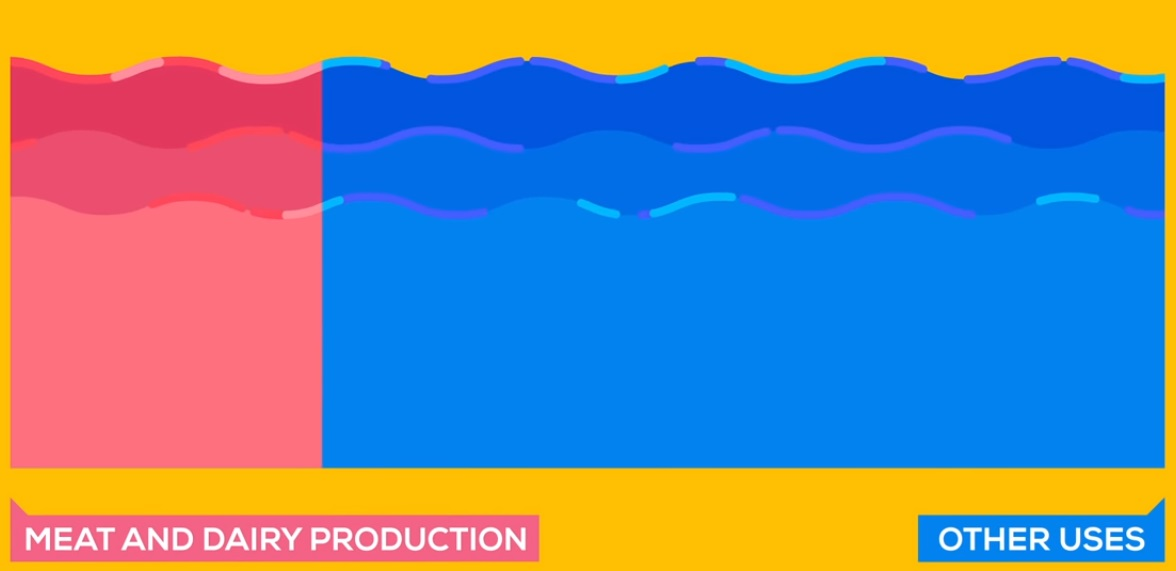 MEAT AND DAIRY PRODUCTION
OTHER USES